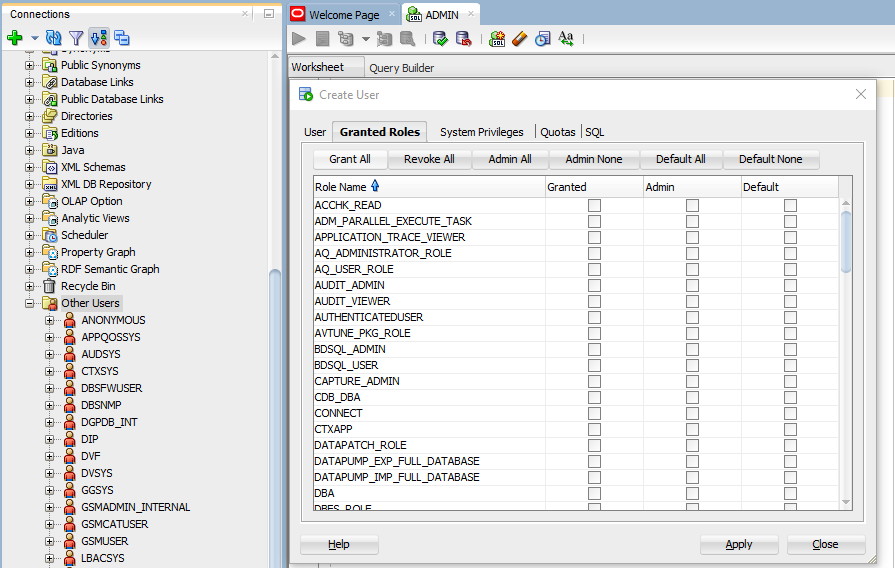 Connections
Synonyms
Public Synonyms
Database Links
Public Database Links
Directories
Editions
Java
XML Schemas
XML DB Repository
OLAP Option
Analytic Views
Scheduler
Property Graph
RDF Semantic Graph
Recycle Bin
Other Users
ANONYMOUS
APPQOSSYS
AUDSYS
CTXSYS
DBSFWUSER
DBSNMP
DGPDB_INT
DIP
DVF
DVSYS
GGSYS
GSMADMIN_INTERNAL
GSMCATUSER
GSMUSER
LBACSYS
Welcome Page ADMIN
Worksheet Query Builder
Create User
User Granted Roles System Privileges Quotas SQL
Grant All Revoke All Admin All Admin None Default All Default None
Role Name Granted Admin Default
ACCHK_READ
ADM_PARALLEL_EXECUTE_TASK
APPLICATION_TRACE_VIEWER
AQ_ADMINISTRATOR_ROLE
AQ_USER_ROLE
AUDIT_ADMIN
AUDIT_VIEWER
AUTHENTICATEDUSER
AVTUNE_PKG_ROLE
BDSQL_ADMIN
BDSQL_USER
CAPTURE_ADMIN
CDB_DBA
CONNECT
CTXAPP
DATAPATCH_ROLE
DATAPUMP_EXP_FULL_DATABASE
DATAPUMP_IMP_FULL_DATABASE
DBA
DBFS_ROLE
Help Apply Close